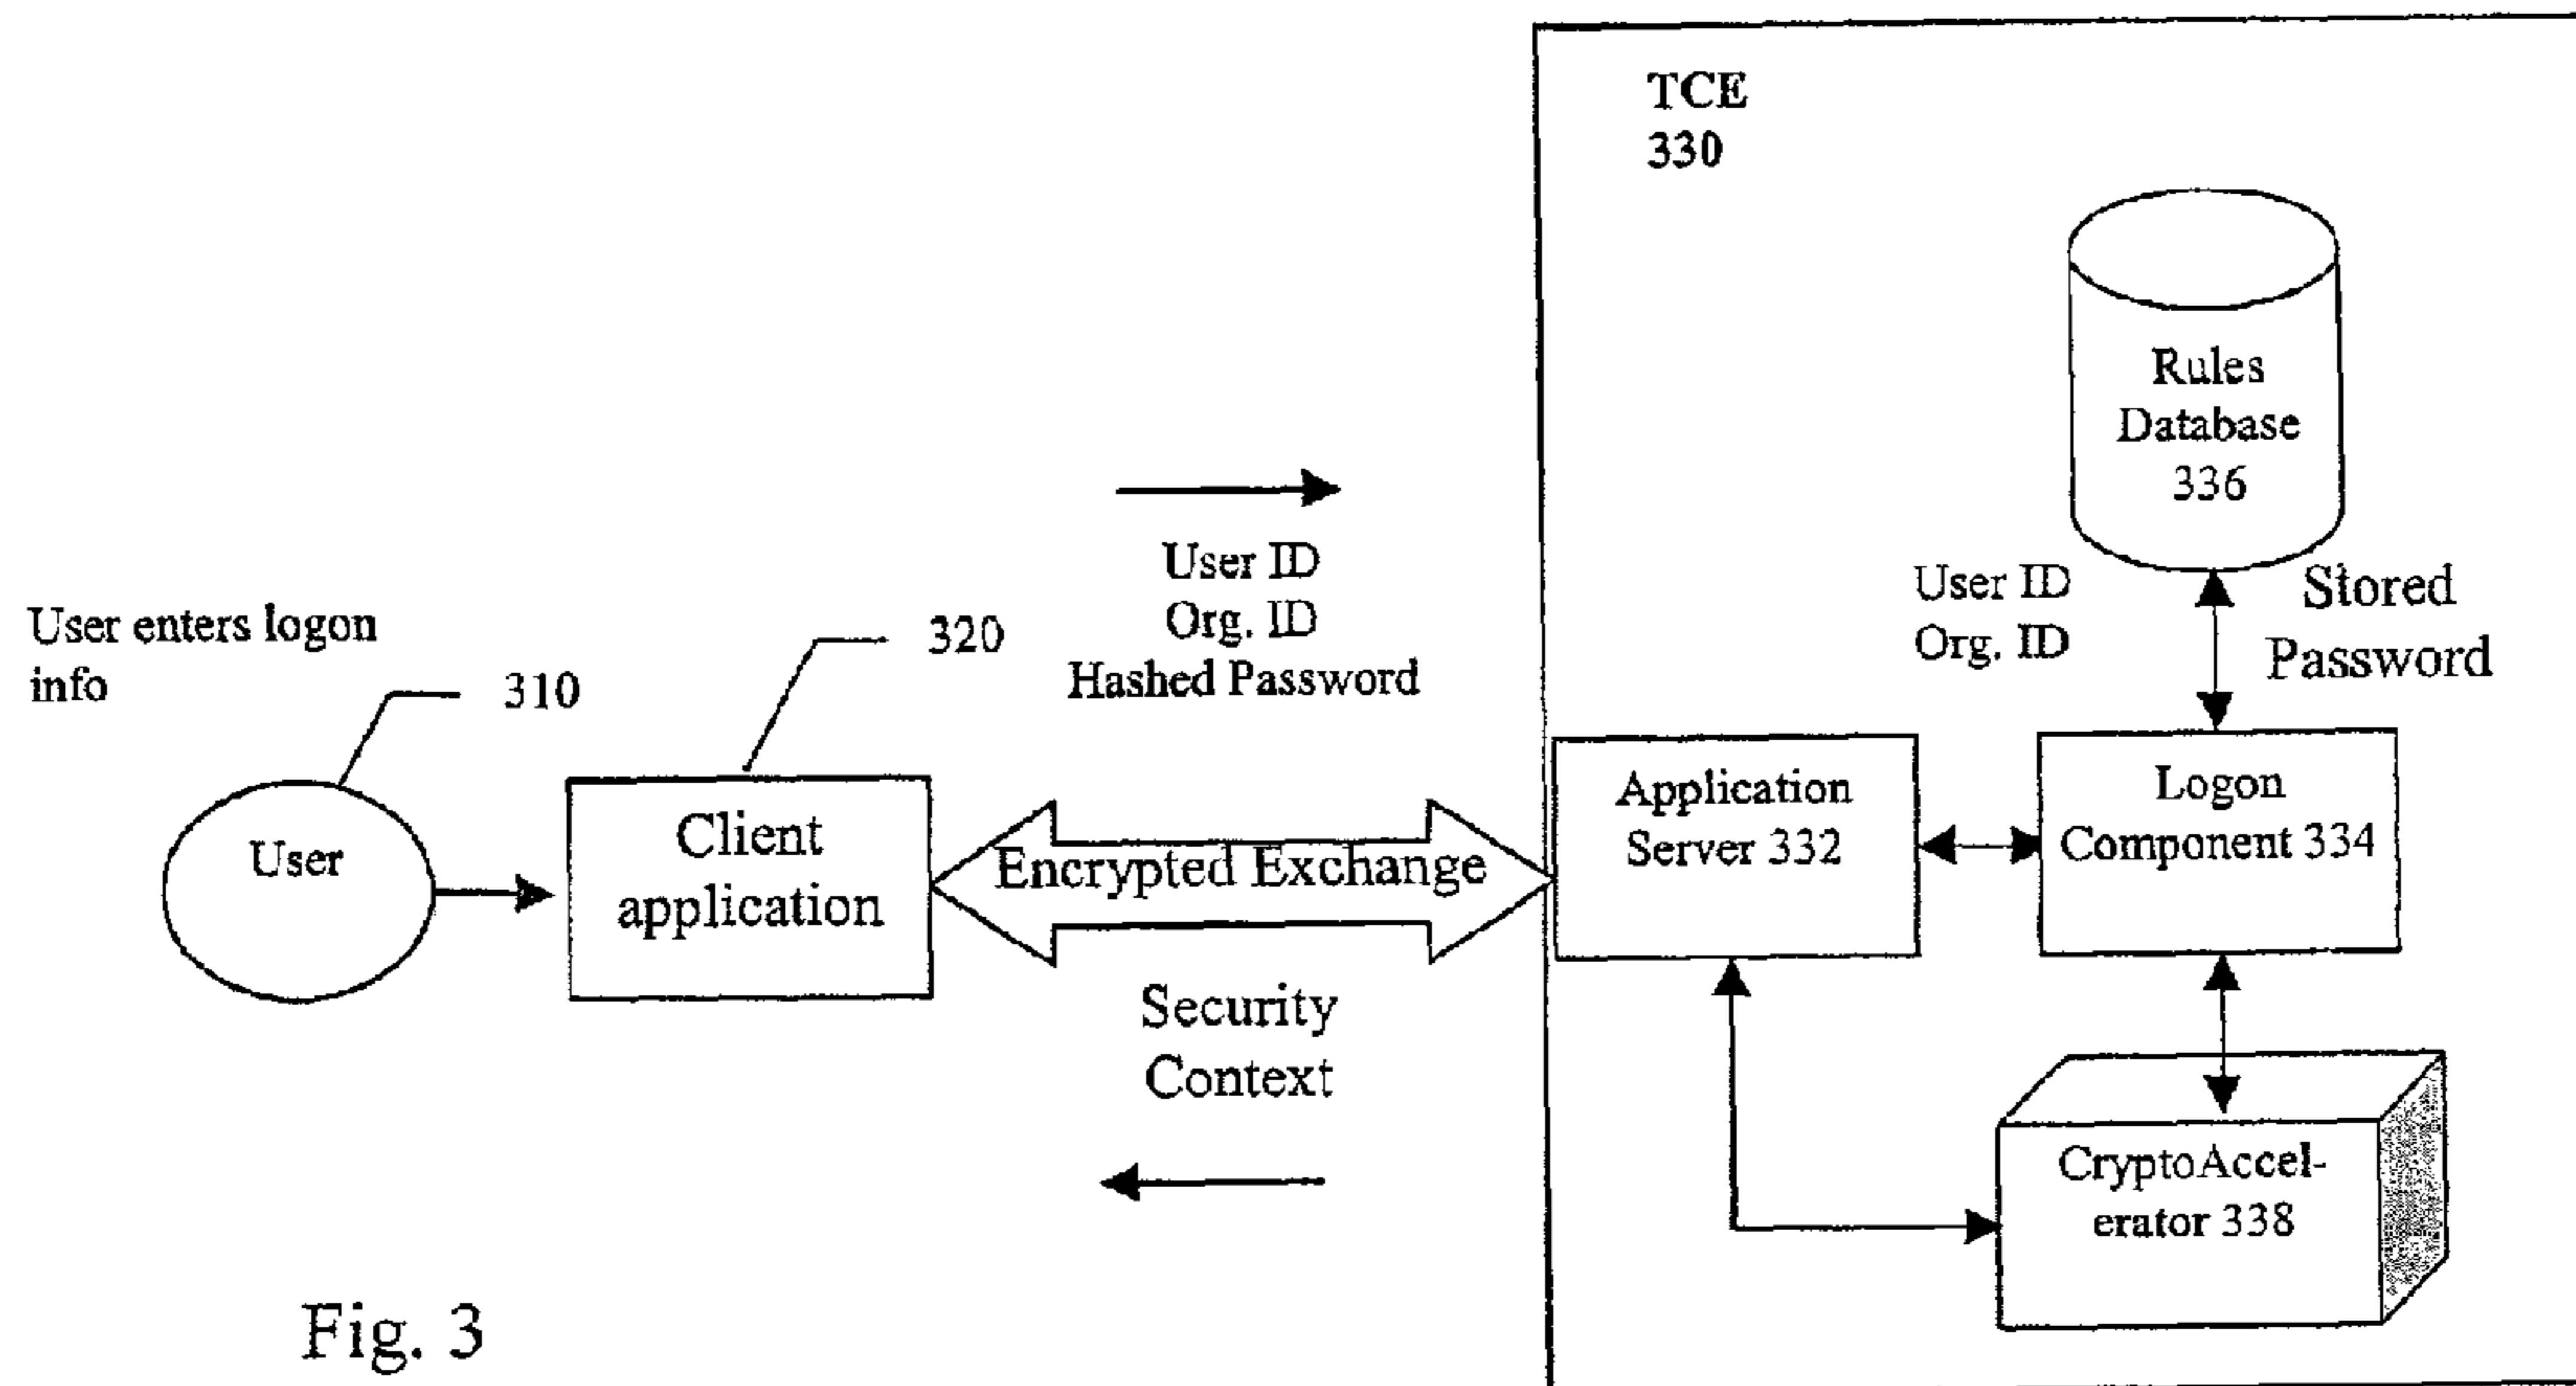 TCE
330
Rules
Database
336
User ID
Org. ID
Stored
Password
User ID
Org. ID
Hashed Password
User enters logon
info
310
320
User
Client
application
Encrypted Exchange
Application
Server 332
Logon
Component 334
Security
Context
CryptoAccel-
erator 338
Fig. 3